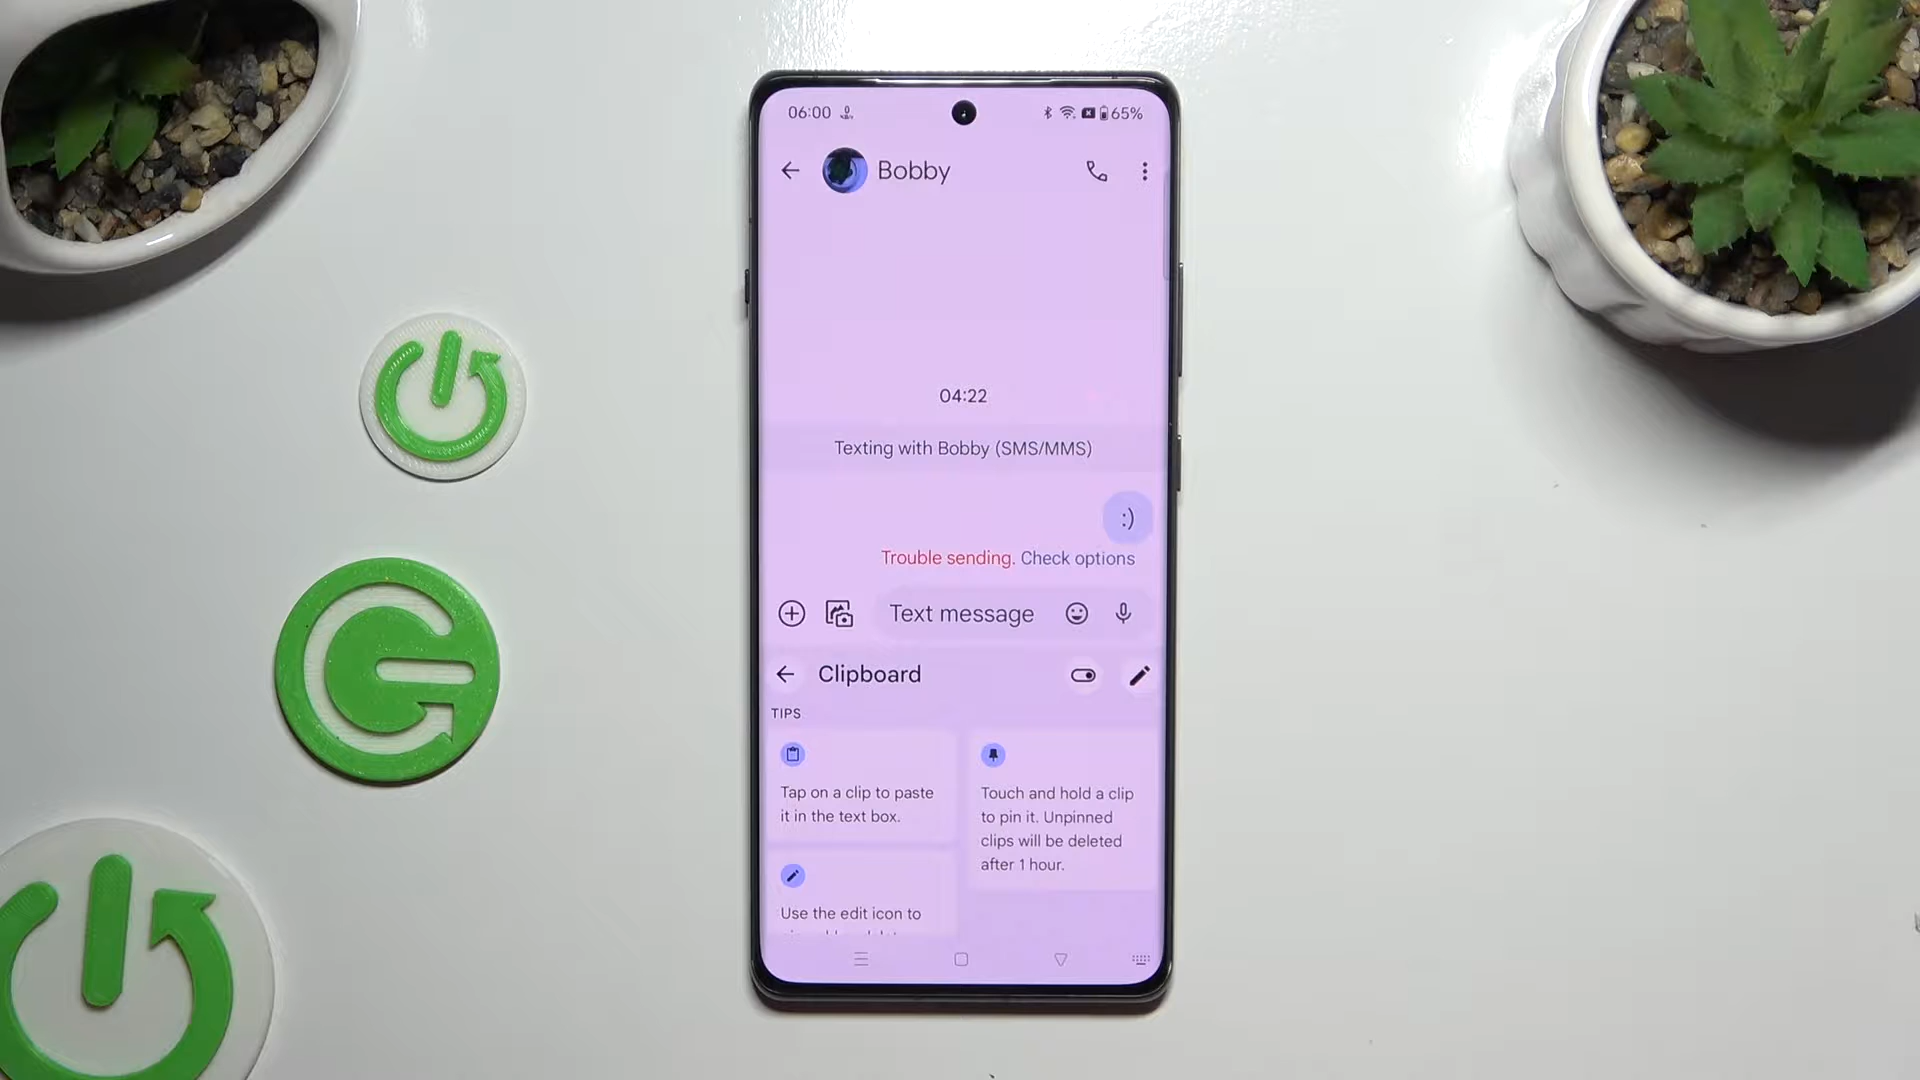 06:00
65%
Bobby
04:22
Texting with Bobby (SMS/MMS)
:)
Trouble sending. Check options
Text message
Clipboard
TIPS
Tap on a clip to paste
it in the text box.
Touch and hold a clip
to pin it. Unpinned
clips will be deleted
after 1 hour.
Use the edit icon to